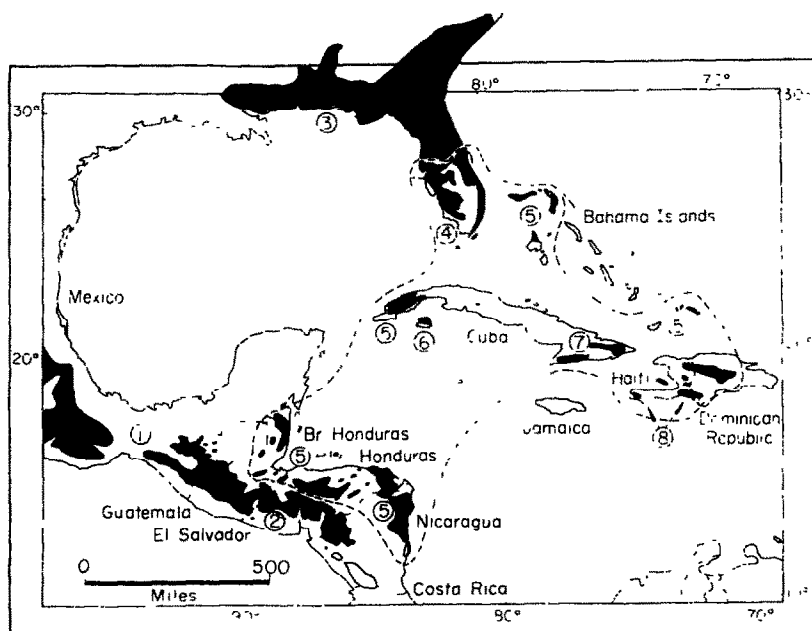 80° 70°
30° 30°
③
⑤
Bahama Islands
④
Mexico
⑤ ⑥ Cuba ⑦ 5
20° 20°
Haiti
①
Br Honduras
Jamaica
Dominican
Republic
⑧
⑤ Honduras
Guatemala ② ⑤ Nicaragua
El Salvador
0 500
Miles
Costa Rica
80° 70°